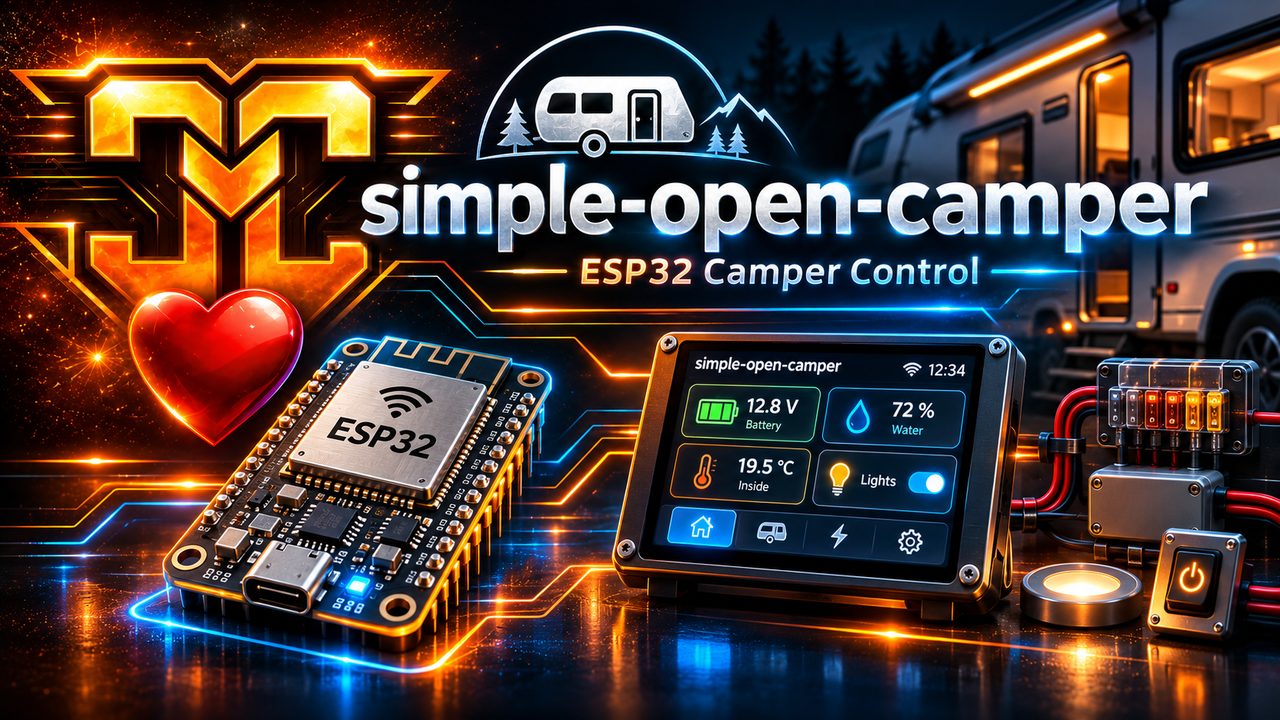 simple-open-camper
ESP32 Camper Control
ESP32
simple-open-camper 12:34
12.8 V
Battery
72 %
Water
19.5 °C
Inside
Lights